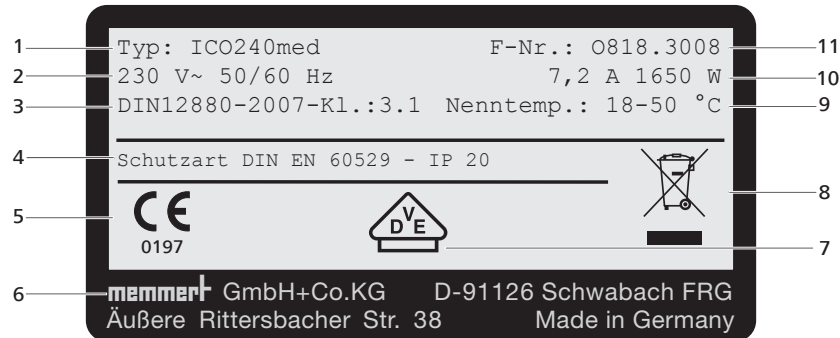 1 Typ: ICO240med F-Nr.: O818.3008 11
2 230 V~ 50/60 Hz 7,2 A 1650 W 10
3 DIN12880-2007-Kl.:3.1 Nenntemp.: 18-50 °C 9
4 Schutzart DIN EN 60529 - IP 20
8
5 CE
0197
DVE
7
6 memmert GmbH+Co.KG D-91126 Schwabach FRG
Äußere Rittersbacher Str. 38 Made in Germany